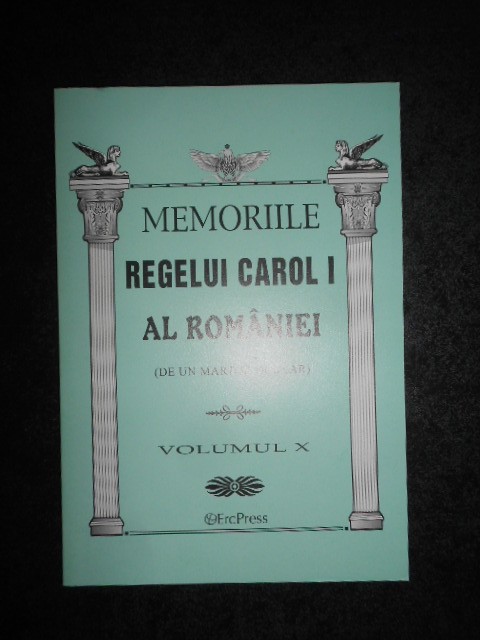 MEMORIILE
REGELUI CAROL I
AL ROMÂNIEI
(DE UN MARTOR OCULAR)
VOLUMUL X
ErcPress